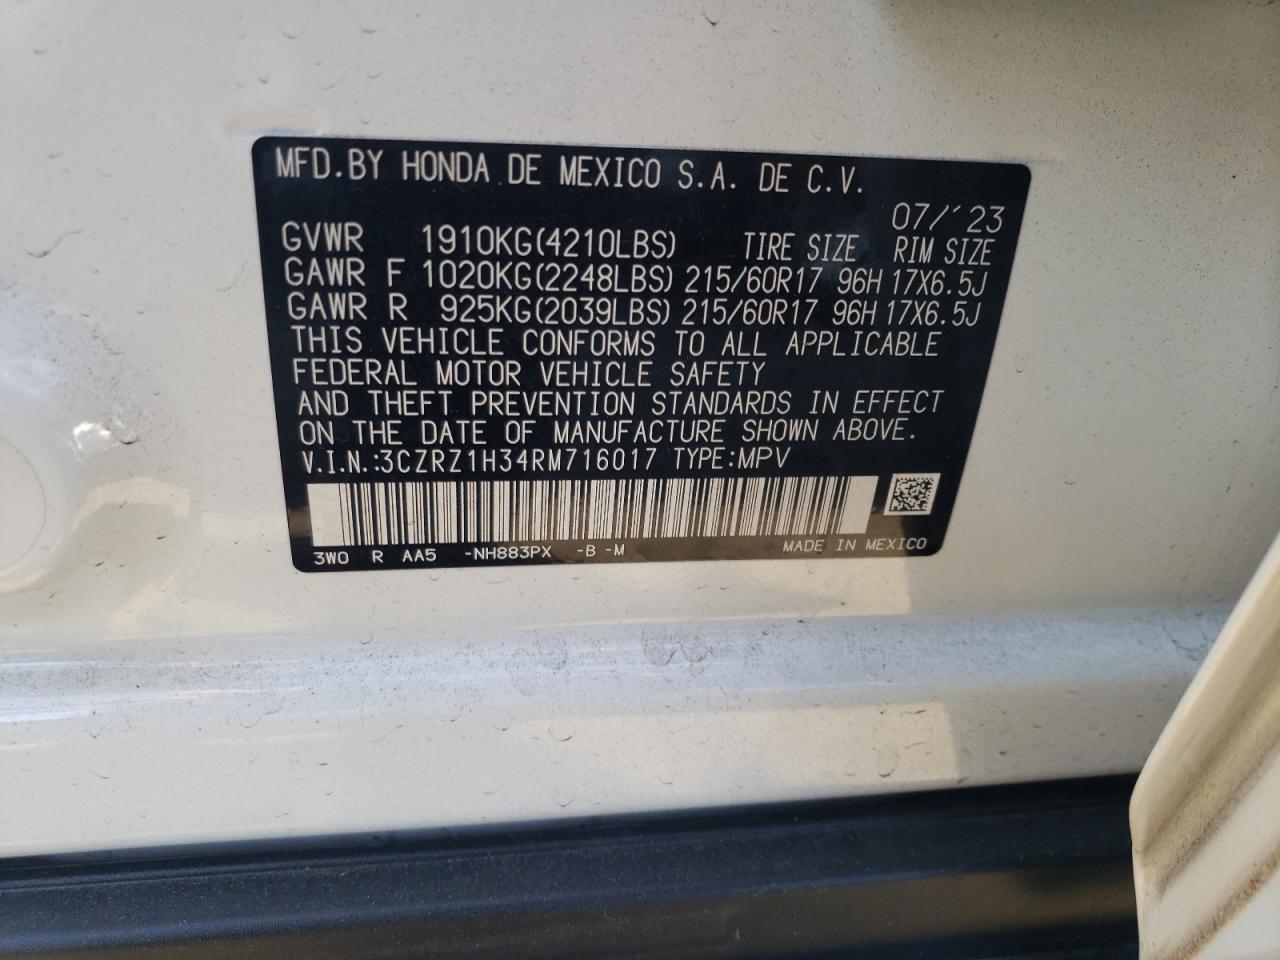 MFD.BY HONDA DE MEXICO S.A. DE C.V.
07/´23
GVWR 1910KG(4210LBS) TIRE SIZE RIM SIZE
GAWR F 1020KG(2248LBS) 215/60R17 96H 17X6.5J
GAWR R 925KG(2039LBS) 215/60R17 96H 17X6.5J
THIS VEHICLE CONFORMS TO ALL APPLICABLE
FEDERAL MOTOR VEHICLE SAFETY
AND THEFT PREVENTION STANDARDS IN EFFECT
ON THE DATE OF MANUFACTURE SHOWN ABOVE.
V.I.N.:3CZRZ1H34RM716017 TYPE:MPV
3W0 R AA5 -NH883PX -B -M MADE IN MEXICO